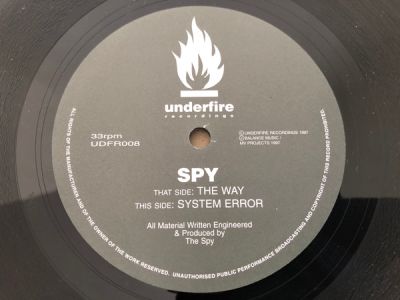 underfire
recordings
33rpm
UDFR008
Ⓟ UNDERFIRE RECORDINGS 1997
© BALANCE MUSIC /
MV PROJECTS 1997
SPY
THAT SIDE: THE WAY
THIS SIDE: SYSTEM ERROR
All Material Written Engineered
& Produced by
The Spy
ALL RIGHTS OF THE MANUFACTURER AND OF THE OWNER OF THE WORK RESERVED. UNAUTHORISED PUBLIC PERFORMANCE BROADCASTING AND COPYRIGHT OF THIS RECORD PROHIBITED.